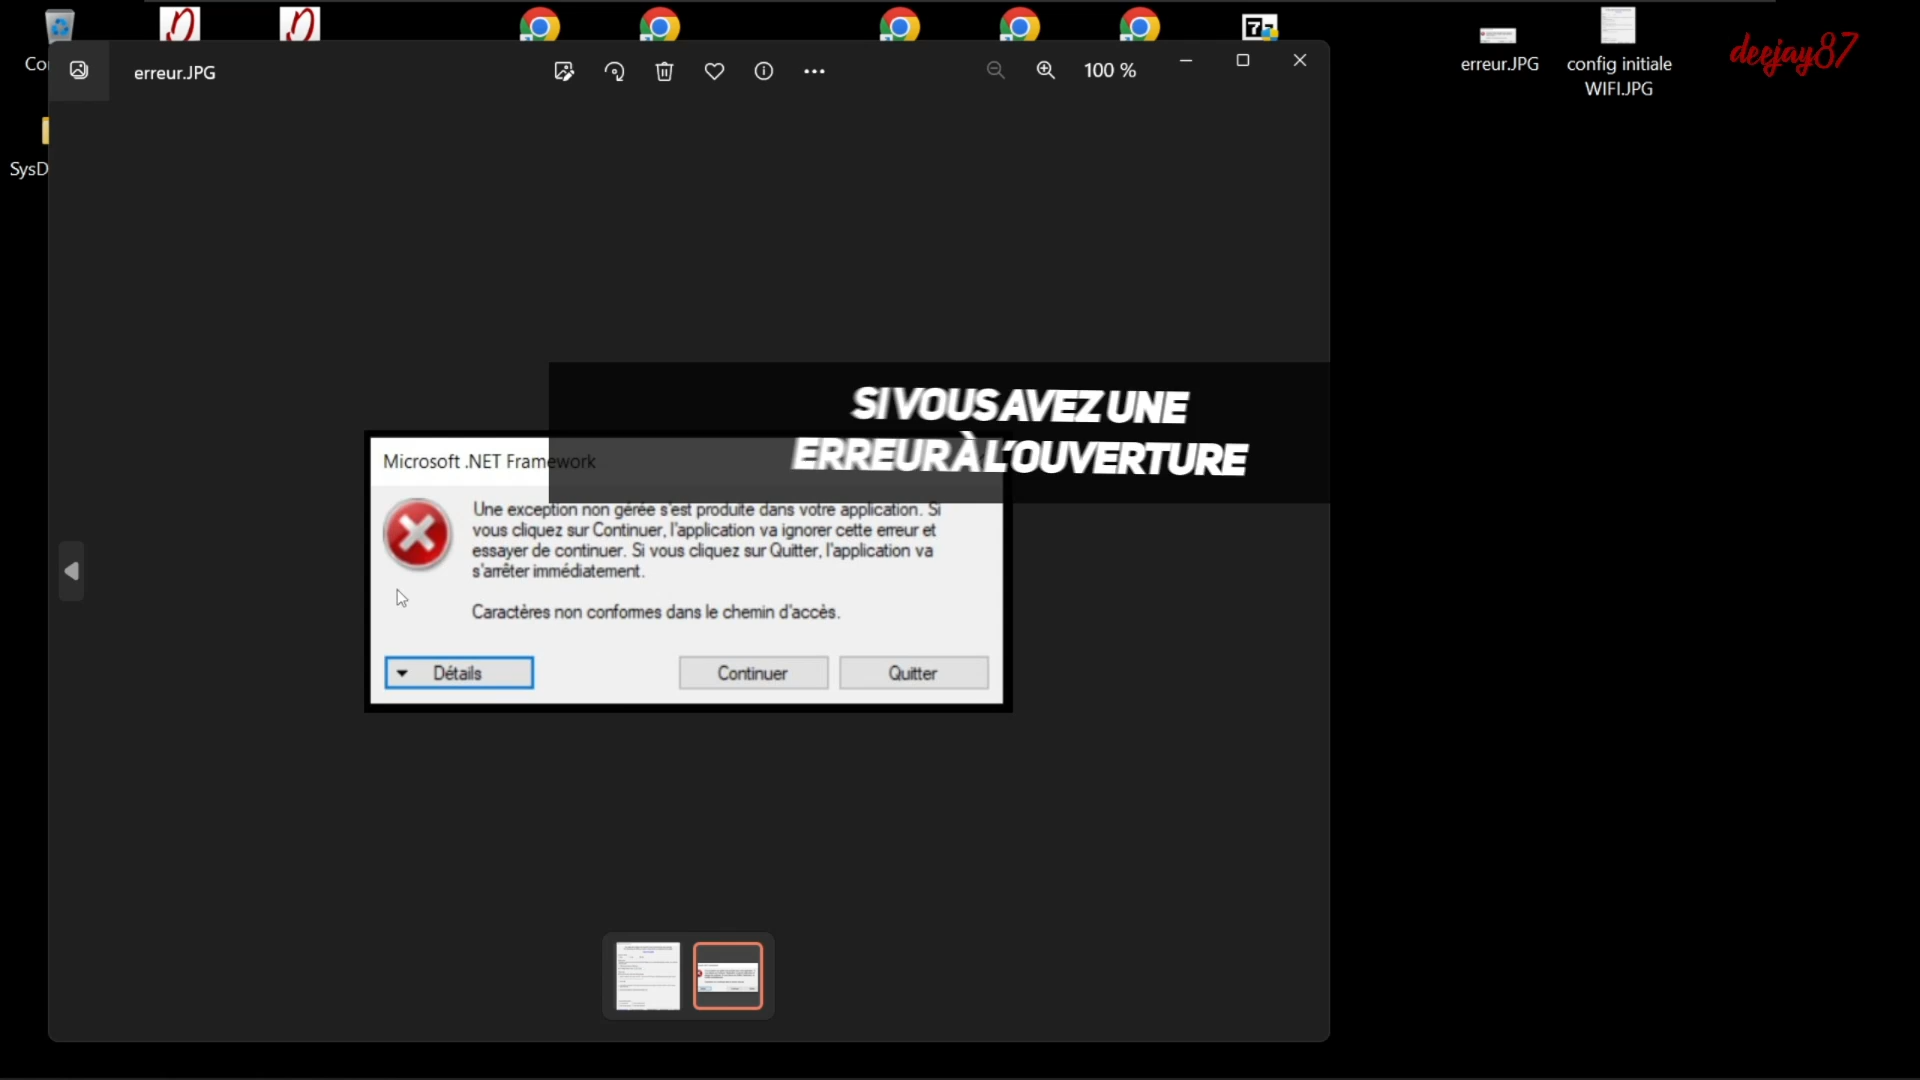 Co
erreur.JPG
100 %
erreur.JPG
config initiale
WIFI.JPG
deejay87
SysD
SI VOUS AVEZ UNE
ERREUR À L'OUVERTURE
Microsoft .NET Framework
Une exception non gérée s'est produite dans votre application. Si
vous cliquez sur Continuer, l'application va ignorer cette erreur et
essayer de continuer. Si vous cliquez sur Quitter, l'application va
s'arrêter immédiatement.
Caractères non conformes dans le chemin d'accès.
Détails
Continuer
Quitter